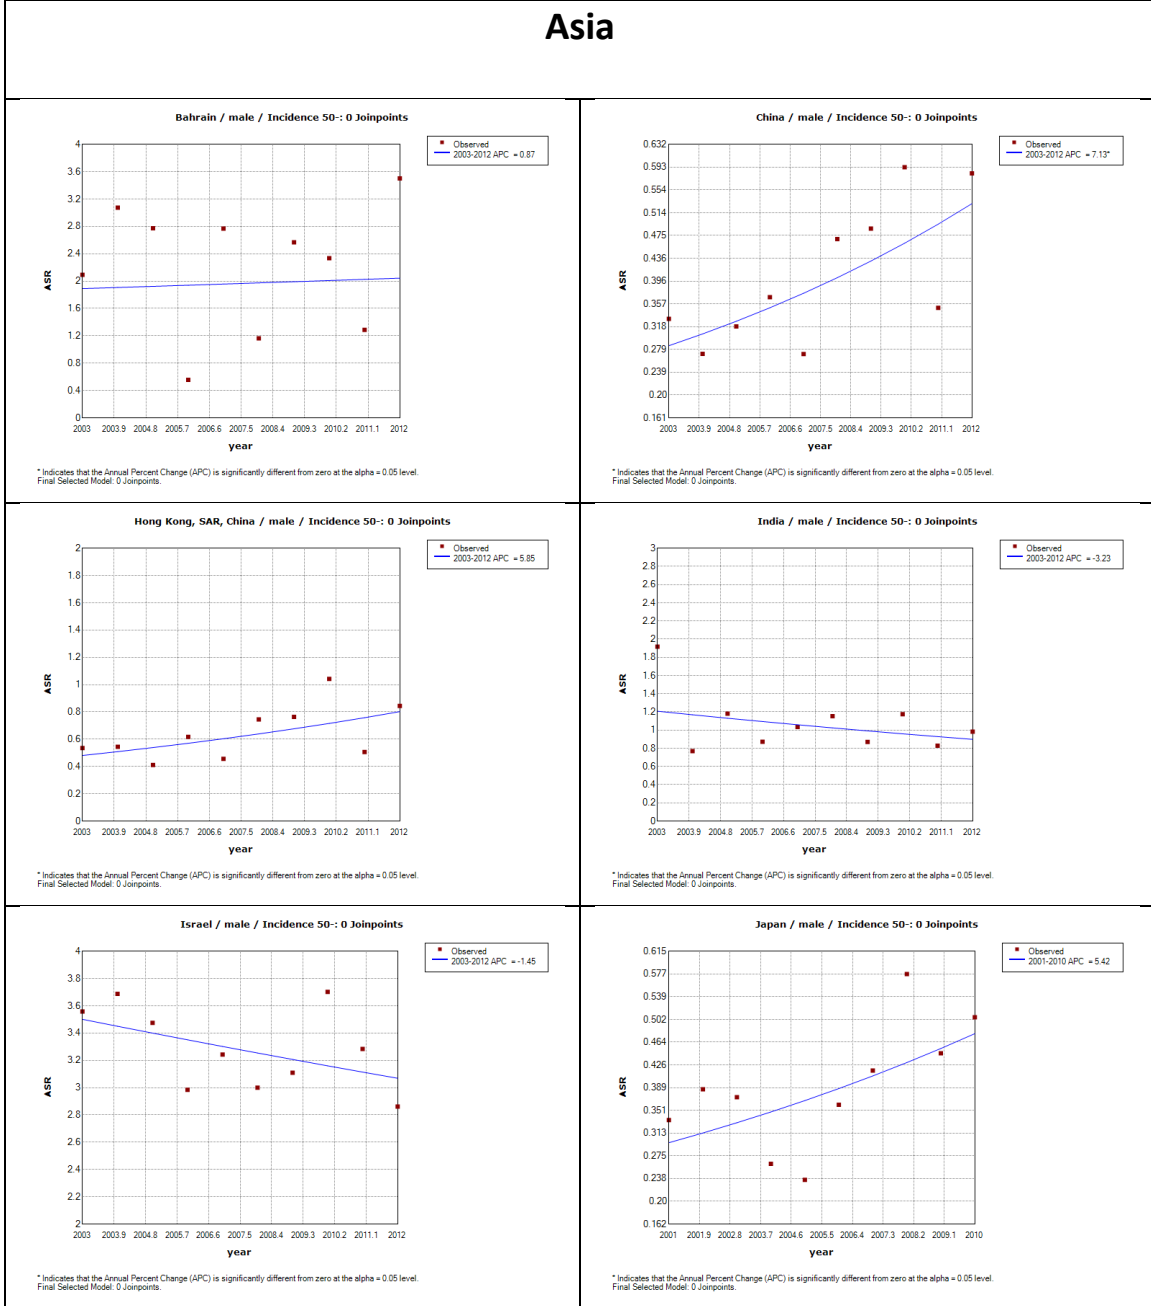 Asia
Bahrain / male / Incidence 50-: 0 Joinpoints
Observed
2003-2012 APC = 0.87
4
3.6
3.2
2.8
2.4
2
1.6
1.2
0.8
0.4
0
ASR
2003 2003.9 2004.8 2005.7 2006.6 2007.5 2008.4 2009.3 2010.2 2011.1 2012
year
* Indicates that the Annual Percent Change (APC) is significantly different from zero at the alpha = 0.05 level.
Final Selected Model: 0 Joinpoints.
China / male / Incidence 50-: 0 Joinpoints
Observed
2003-2012 APC = 7.13*
0.632
0.593
0.554
0.514
0.475
0.436
0.396
0.357
0.318
0.279
0.239
0.20
0.161
ASR
2003 2003.9 2004.8 2005.7 2006.6 2007.5 2008.4 2009.3 2010.2 2011.1 2012
year
* Indicates that the Annual Percent Change (APC) is significantly different from zero at the alpha = 0.05 level.
Final Selected Model: 0 Joinpoints.
Hong Kong, SAR, China / male / Incidence 50-: 0 Joinpoints
Observed
2003-2012 APC = 5.85
2
1.8
1.6
1.4
1.2
1
0.8
0.6
0.4
0.2
0
ASR
2003 2003.9 2004.8 2005.7 2006.6 2007.5 2008.4 2009.3 2010.2 2011.1 2012
year
* Indicates that the Annual Percent Change (APC) is significantly different from zero at the alpha = 0.05 level.
Final Selected Model: 0 Joinpoints.
India / male / Incidence 50-: 0 Joinpoints
Observed
2003-2012 APC = -3.23
3
2.8
2.6
2.4
2.2
2
1.8
1.6
1.4
1.2
1
0.8
0.6
0.4
0.2
0
ASR
2003 2003.9 2004.8 2005.7 2006.6 2007.5 2008.4 2009.3 2010.2 2011.1 2012
year
* Indicates that the Annual Percent Change (APC) is significantly different from zero at the alpha = 0.05 level.
Final Selected Model: 0 Joinpoints.
Israel / male / Incidence 50-: 0 Joinpoints
Observed
2003-2012 APC = -1.45
4
3.8
3.6
3.4
3.2
3
2.8
2.6
2.4
2.2
2
ASR
2003 2003.9 2004.8 2005.7 2006.6 2007.5 2008.4 2009.3 2010.2 2011.1 2012
year
* Indicates that the Annual Percent Change (APC) is significantly different from zero at the alpha = 0.05 level.
Final Selected Model: 0 Joinpoints.
Japan / male / Incidence 50-: 0 Joinpoints
Observed
2001-2010 APC = 5.42
0.615
0.577
0.539
0.502
0.464
0.426
0.389
0.351
0.313
0.275
0.238
0.20
0.162
ASR
2001 2001.9 2002.8 2003.7 2004.6 2005.5 2006.4 2007.3 2008.2 2009.1 2010
year
* Indicates that the Annual Percent Change (APC) is significantly different from zero at the alpha = 0.05 level.
Final Selected Model: 0 Joinpoints.